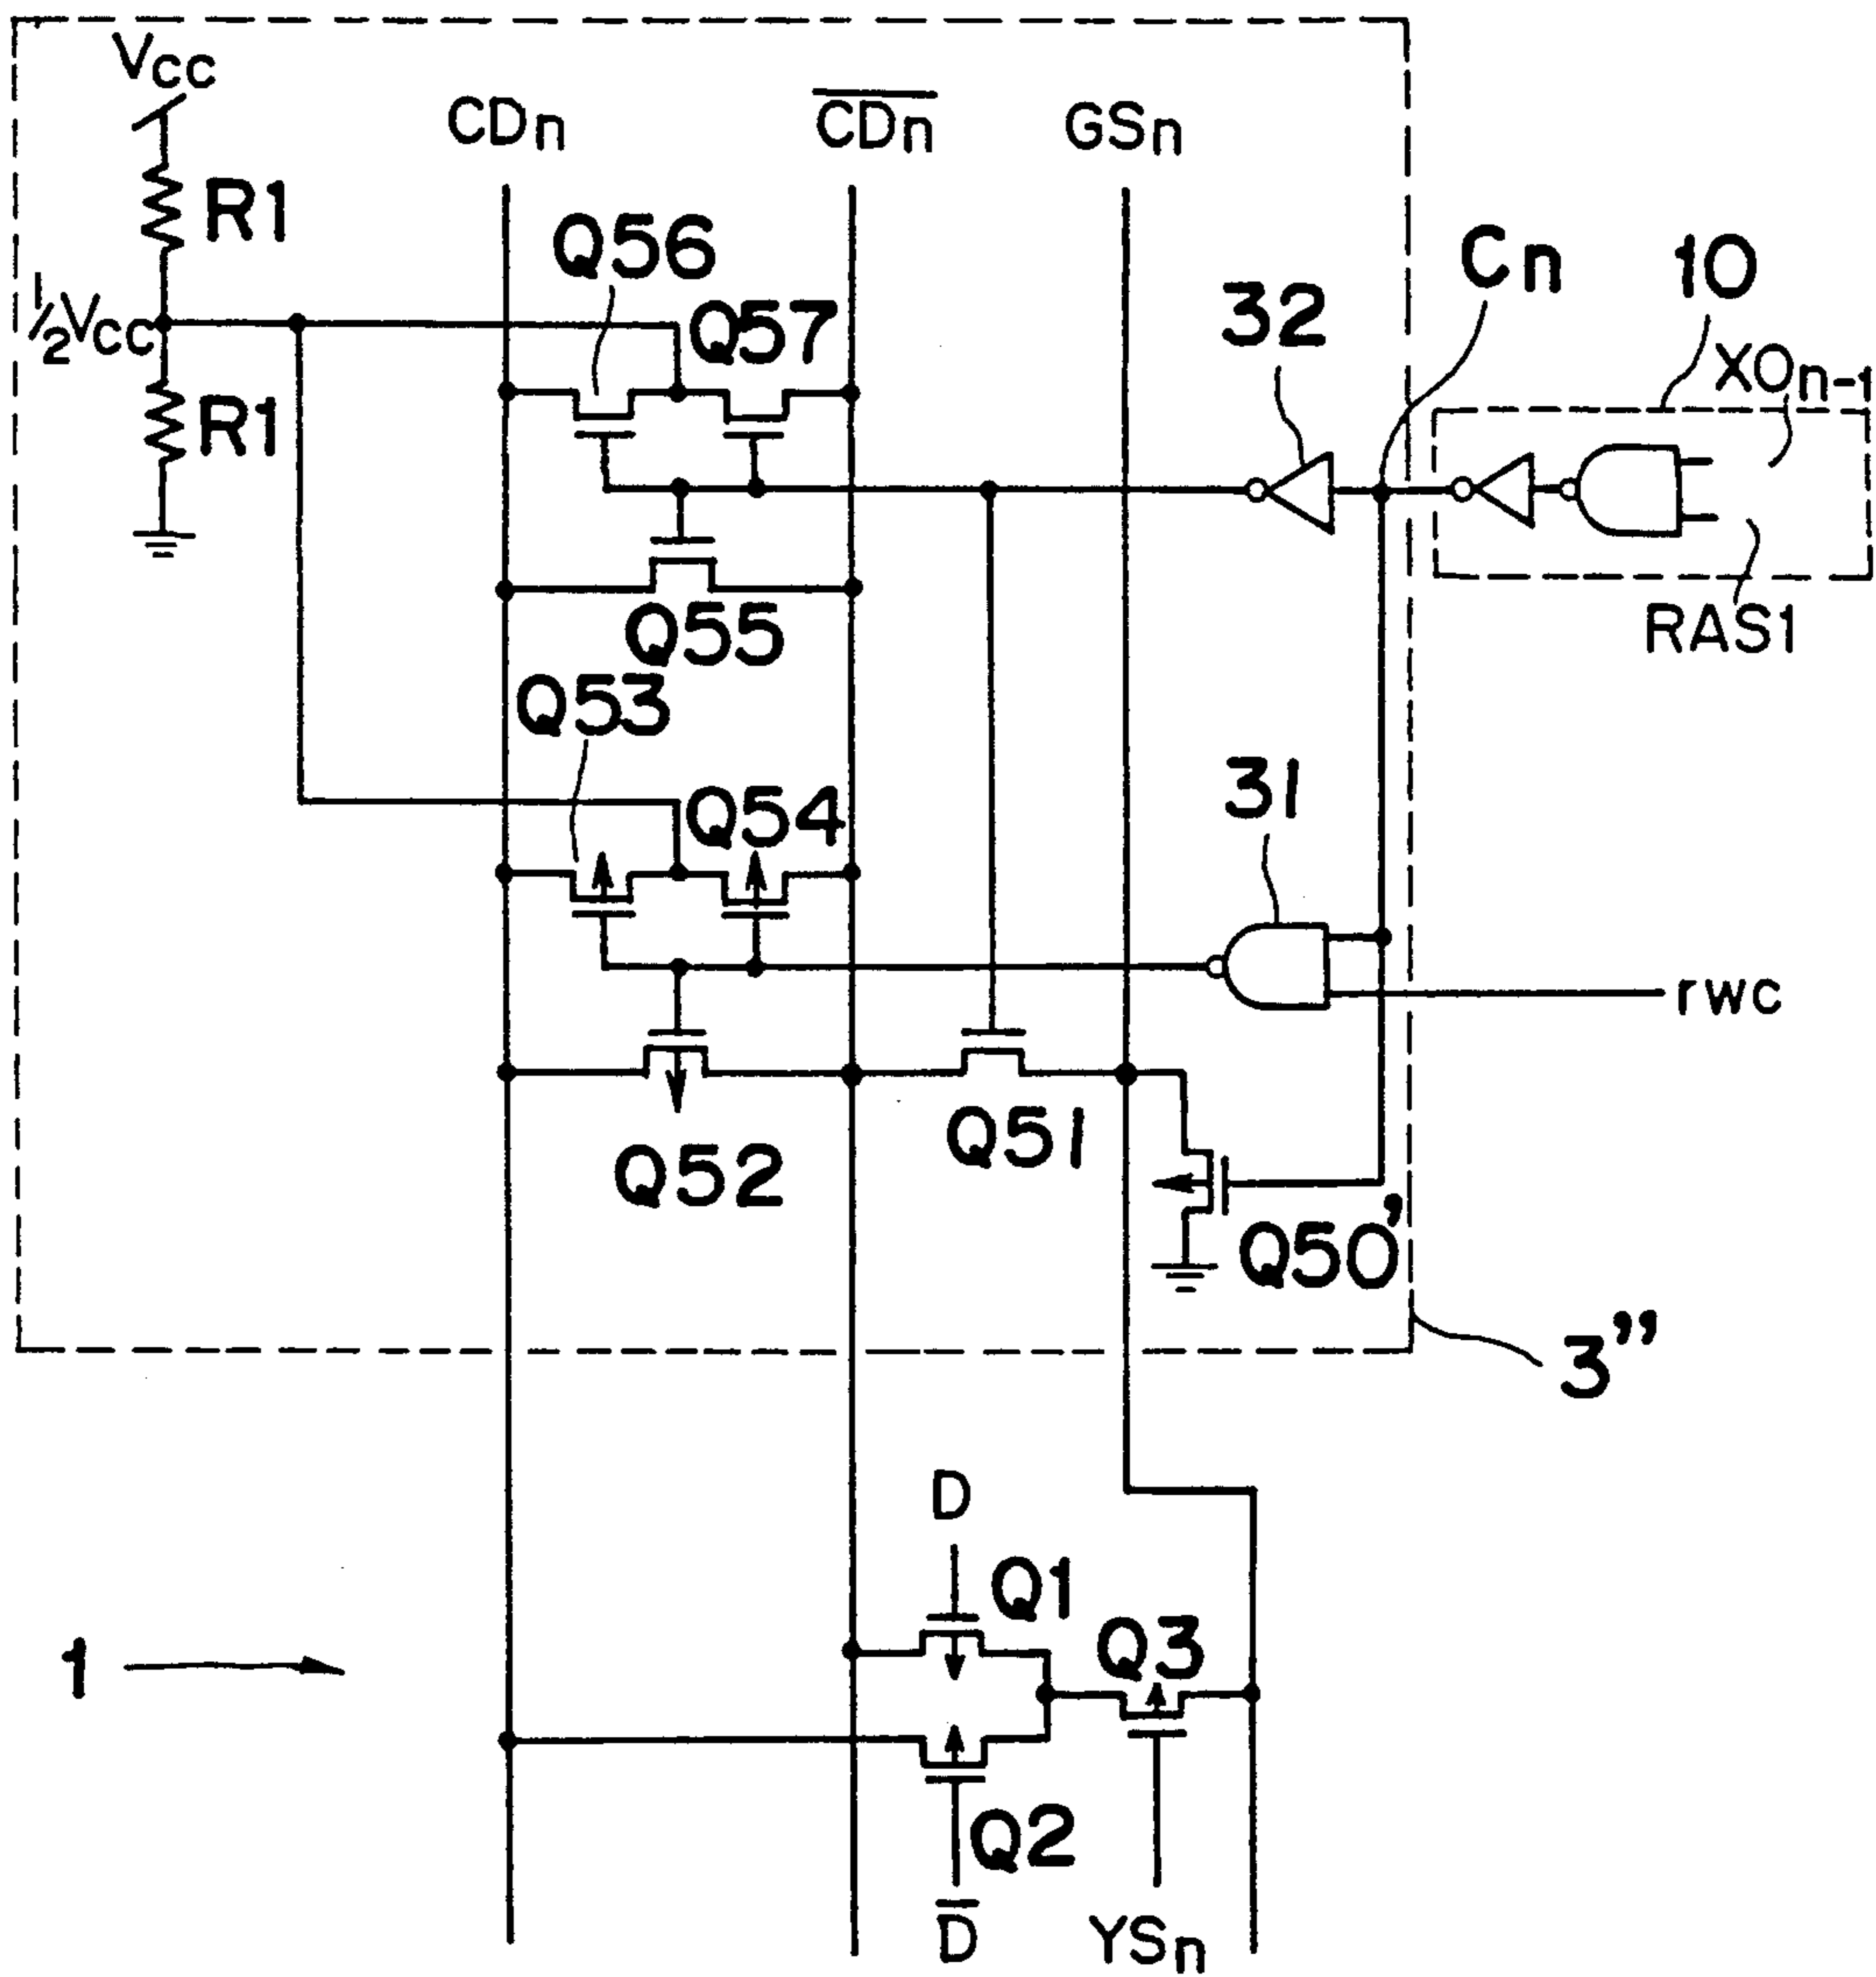 Vcc
CDn
C̅D̅n̅
GSn
R1
Q56
Cn
10
½Vcc
Q57
32
XOn-1
R1
Q55
RAS1
Q53
Q54
31
rwc
Q51
Q52
Q50'
3"
D
Q1
Q3
1
Q2
D̅
YSn